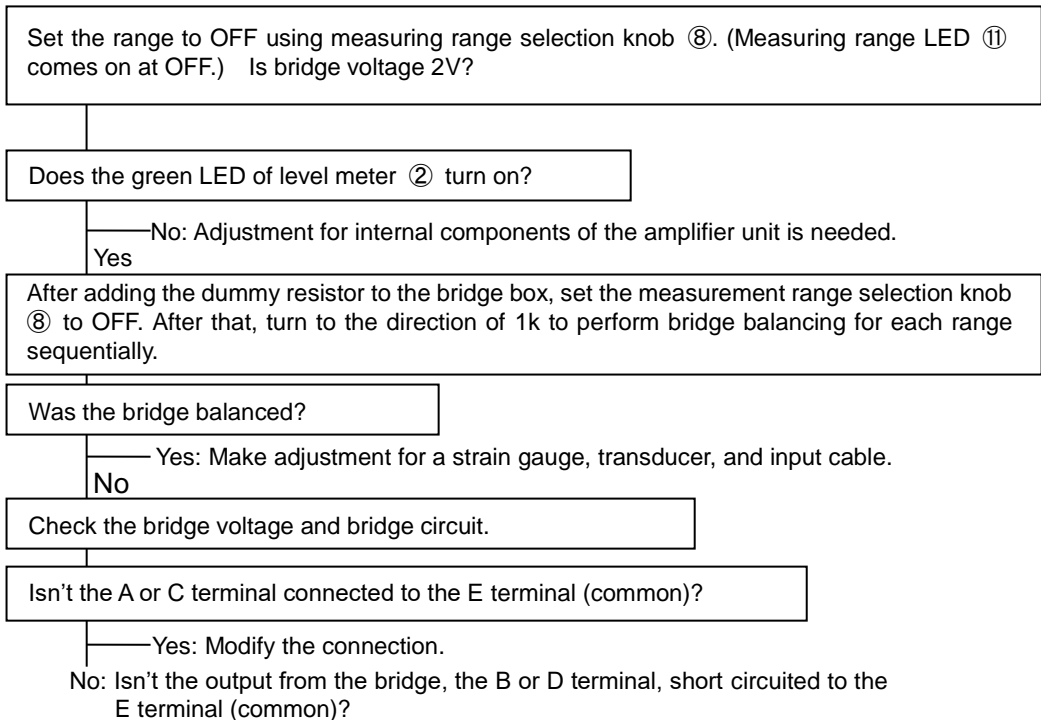 Set the range to OFF using measuring range selection knob ⑧. (Measuring range LED ⑪
comes on at OFF.) Is bridge voltage 2V?
Does the green LED of level meter ② turn on?
No: Adjustment for internal components of the amplifier unit is needed.
Yes
After adding the dummy resistor to the bridge box, set the measurement range selection knob
⑧ to OFF. After that, turn to the direction of 1k to perform bridge balancing for each range
sequentially.
Was the bridge balanced?
Yes: Make adjustment for a strain gauge, transducer, and input cable.
No
Check the bridge voltage and bridge circuit.
Isn’t the A or C terminal connected to the E terminal (common)?
Yes: Modify the connection.
No: Isn’t the output from the bridge, the B or D terminal, short circuited to the
E terminal (common)?